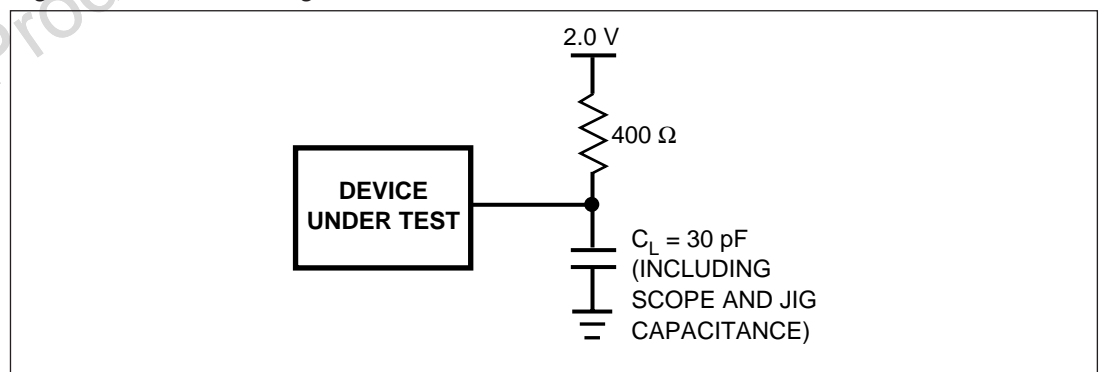 2.0 V
400 Ω
DEVICE
UNDER TEST
C_L = 30 pF
(INCLUDING
SCOPE AND JIG
CAPACITANCE)